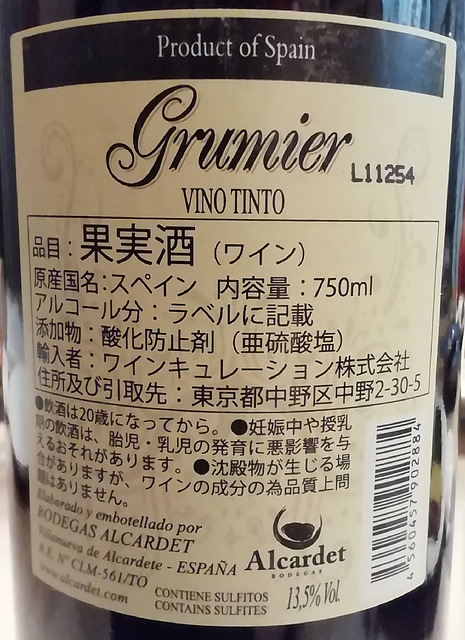 Product of Spain
Grumier
L11254
VINO TINTO
品目：果実酒（ワイン）
原産国名：スペイン　内容量：750ml
アルコール分：ラベルに記載
添加物：酸化防止剤（亜硫酸塩）
輸入者：ワインキュレーション株式会社
住所及び引取先：東京都中野区中野2-30-5
●飲酒は20歳になってから。●妊娠中や授乳
期の飲酒は、胎児・乳児の発育に悪影響を与
えるおそれがあります。●沈殿物が生じる場
合がありますが、ワインの成分の為品質上問
題はありません。
Elaborado y embotellado por
BODEGAS ALCARDET
Villanueva de Alcardete - ESPAÑA
R.E. Nº CLM-561/TO
www.alcardet.com
Alcardet
BODEGAS
CONTIENE SULFITOS
CONTAINS SULFITES
13,5% Vol.
4 560457 902884